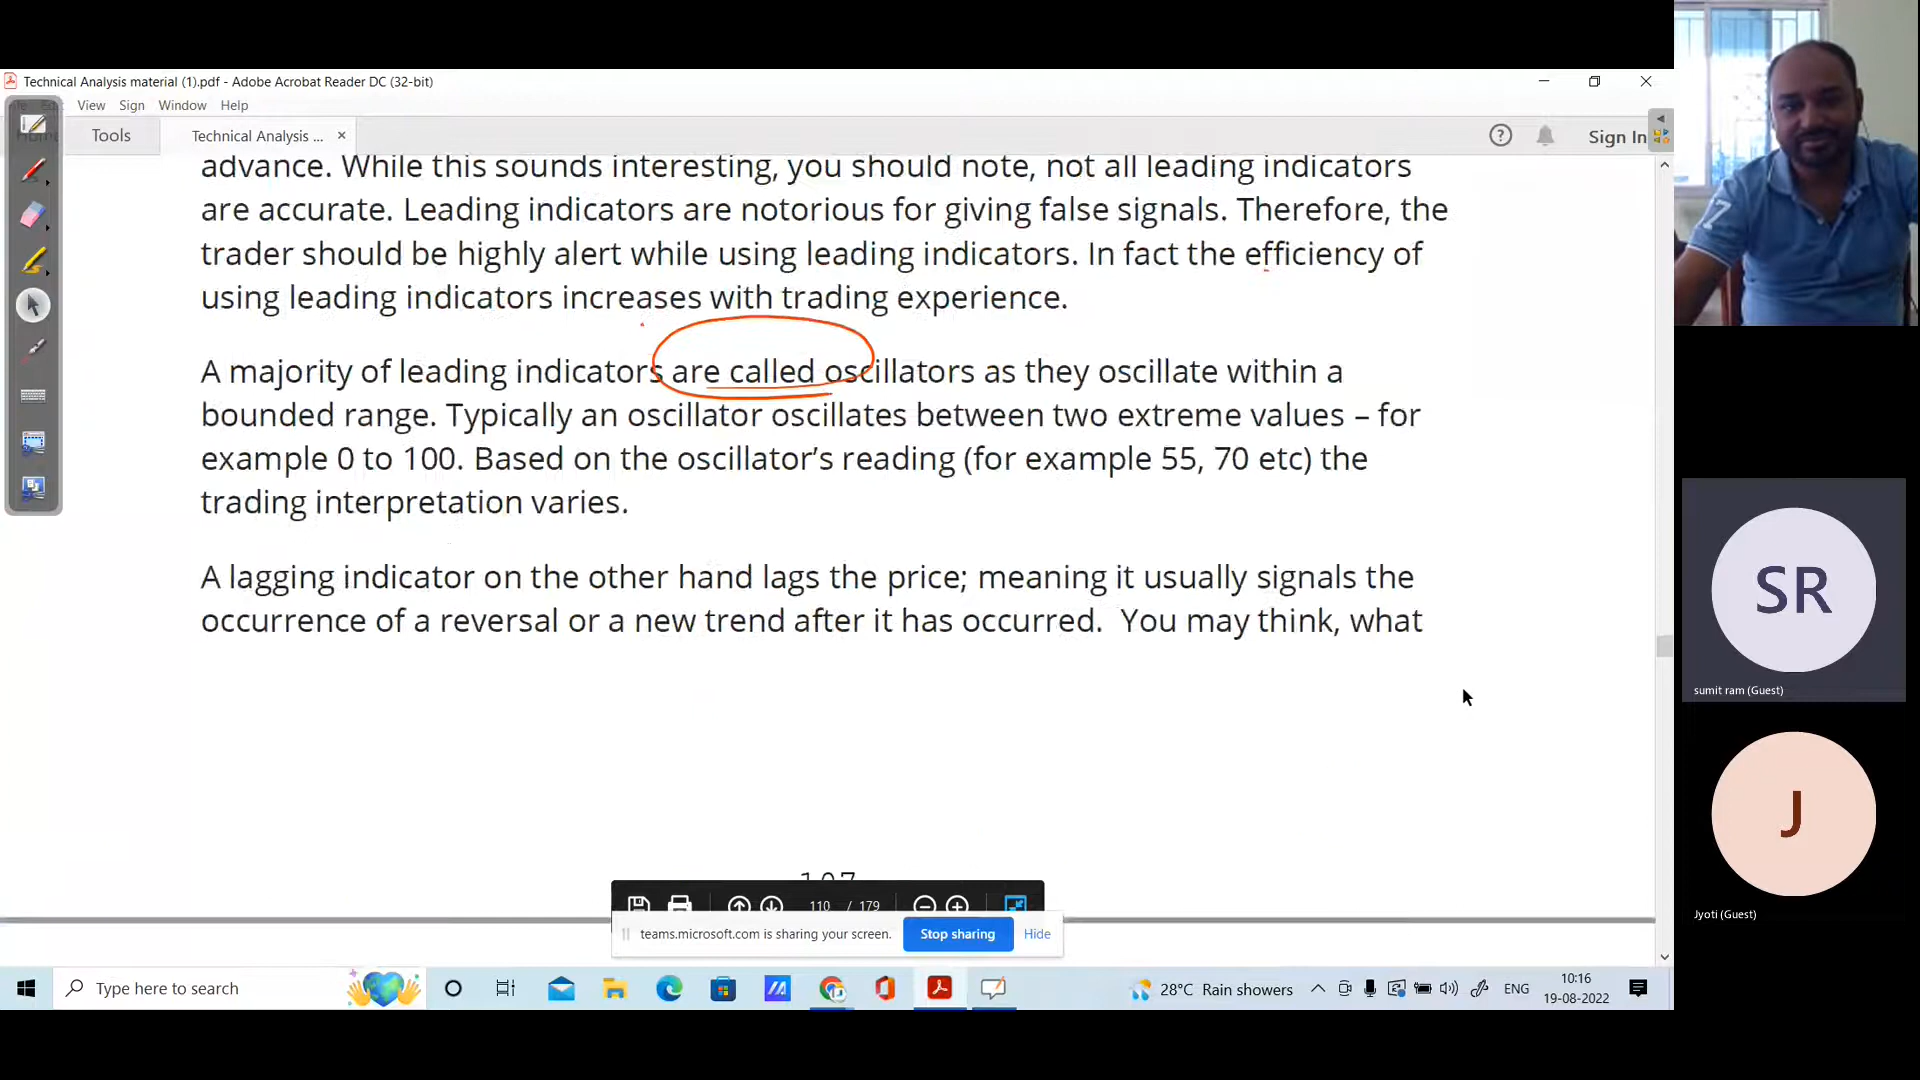 Technical Analysis material (1).pdf - Adobe Acrobat Reader DC (32-bit)
View Sign Window Help
Tools
Technical Analysis ...
Sign In
advance. While this sounds interesting, you should note, not all leading indicators
are accurate. Leading indicators are notorious for giving false signals. Therefore, the
trader should be highly alert while using leading indicators. In fact the efficiency of
using leading indicators increases with trading experience.
A majority of leading indicators are called oscillators as they oscillate within a
bounded range. Typically an oscillator oscillates between two extreme values – for
example 0 to 100. Based on the oscillator’s reading (for example 55, 70 etc) the
trading interpretation varies.
A lagging indicator on the other hand lags the price; meaning it usually signals the
occurrence of a reversal or a new trend after it has occurred.  You may think, what
110 / 179
teams.microsoft.com is sharing your screen. Stop sharing Hide
Type here to search
28°C Rain showers
ENG
10:16
19-08-2022
7
SR
sumit ram (Guest)
J
Jyoti (Guest)